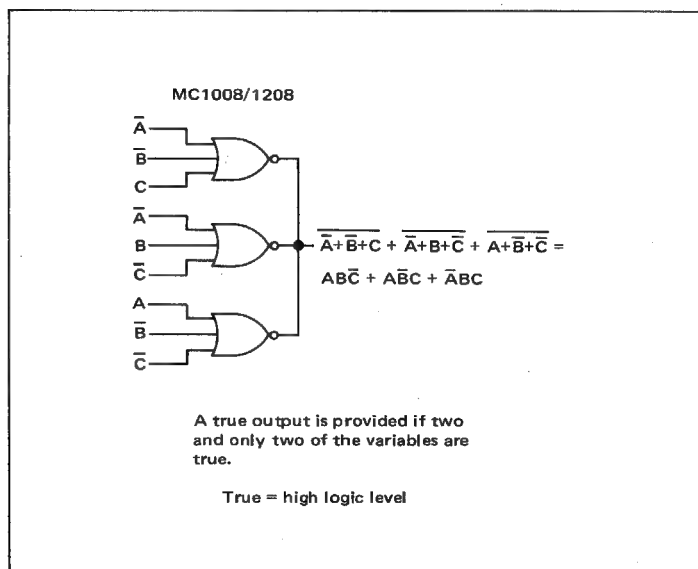 MC1008/1208
A̅
B̅
C
A̅
B
C̅
A
B̅
C̅
A̅+B̅+C̅ + A̅+B+C̅ + A+B̅+C̅ =
ABC̅ + AB̅C + A̅BC
A true output is provided if two
and only two of the variables are
true.
True = high logic level